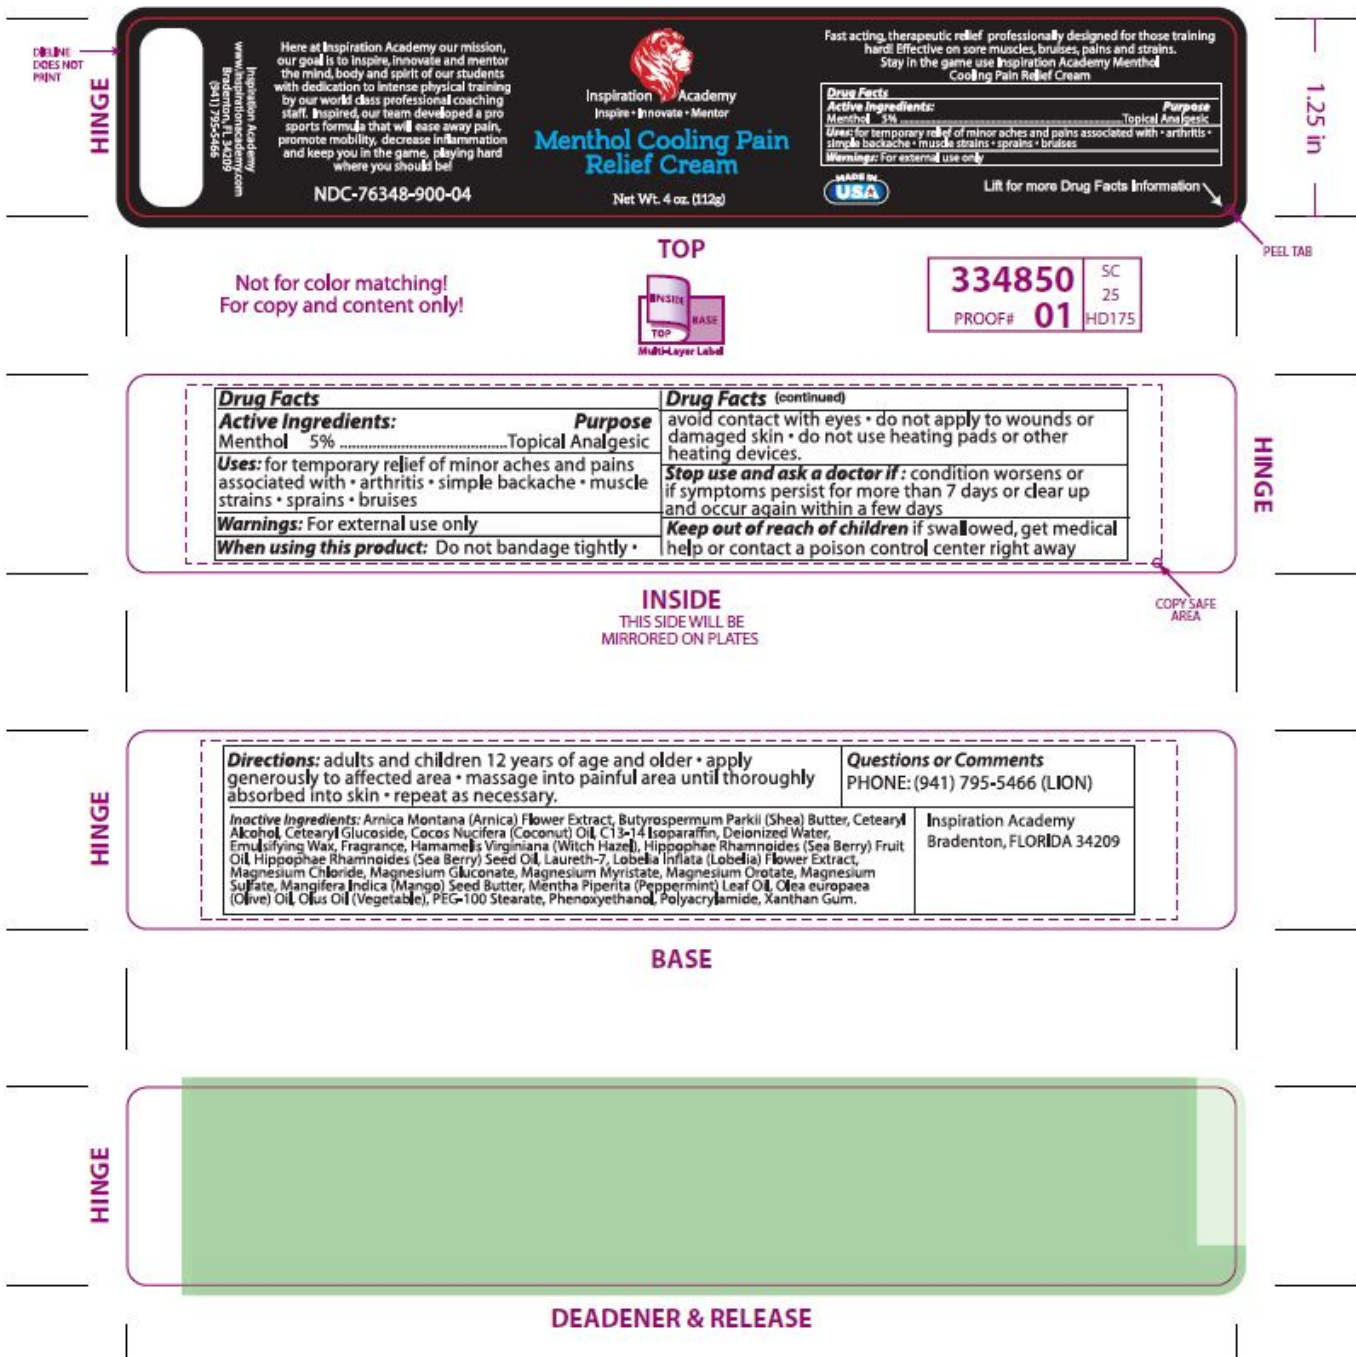 DIELINE
DOES NOT
PRINT
HINGE
Inspiration Academy
www.inspirationacademy.com
Bradenton, FL 34209
(941) 795-5466
Here at Inspiration Academy our mission,
our goal is to inspire, innovate and mentor
the mind, body and spirit of our students
with dedication to intense physical training
by our world class professional coaching
staff. Inspired, our team developed a pro
sports formula that will ease away pain,
promote mobility, decrease inflammation
and keep you in the game, playing hard
where you should be!
NDC-76348-900-04
Inspiration Academy
Inspire • Innovate • Mentor
Menthol Cooling Pain
Relief Cream
Net Wt. 4 oz. (112g)
Fast acting, therapeutic relief professionally designed for those training
hard! Effective on sore muscles, bruises, pains and strains.
Stay in the game use Inspiration Academy Menthol
Cooling Pain Relief Cream
Drug Facts
Active Ingredients: Purpose
Menthol 5% ........................................Topical Analgesic
Uses: for temporary relief of minor aches and pains associated with • arthritis •
simple backache • muscle strains • sprains • bruises
Warnings: For external use only
MADE IN
USA
Lift for more Drug Facts Information
1.25 in
PEEL TAB
TOP
Not for color matching!
For copy and content only!
INSIDE
BASE
TOP
Multi-Layer Label
334850
PROOF# 01
SC
25
HD175
Drug Facts
Active Ingredients: Purpose
Menthol 5% ........................................Topical Analgesic
Uses: for temporary relief of minor aches and pains
associated with • arthritis • simple backache • muscle
strains • sprains • bruises
Warnings: For external use only
When using this product: Do not bandage tightly •
Drug Facts (continued)
avoid contact with eyes • do not apply to wounds or
damaged skin • do not use heating pads or other
heating devices.
Stop use and ask a doctor if : condition worsens or
if symptoms persist for more than 7 days or clear up
and occur again within a few days
Keep out of reach of children if swallowed, get medical
help or contact a poison control center right away
HINGE
COPY SAFE
AREA
INSIDE
THIS SIDE WILL BE
MIRRORED ON PLATES
HINGE
Directions: adults and children 12 years of age and older • apply
generously to affected area • massage into painful area until thoroughly
absorbed into skin • repeat as necessary.
Questions or Comments
PHONE: (941) 795-5466 (LION)
Inactive Ingredients: Arnica Montana (Arnica) Flower Extract, Butyrospermum Parkii (Shea) Butter, Cetearyl
Alcohol, Cetearyl Glucoside, Cocos Nucifera (Coconut) Oil, C13-14 Isoparaffin, Deionized Water,
Emulsifying Wax, Fragrance, Hamamelis Virginiana (Witch Hazel), Hippophae Rhamnoides (Sea Berry) Fruit
Oil, Hippophae Rhamnoides (Sea Berry) Seed Oil, Laureth-7, Lobelia Inflata (Lobelia) Flower Extract,
Magnesium Chloride, Magnesium Gluconate, Magnesium Myristate, Magnesium Orotate, Magnesium
Sulfate, Mangifera Indica (Mango) Seed Butter, Mentha Piperita (Peppermint) Leaf Oil, Olea europaea
(Olive) Oil, Olus Oil (Vegetable), PEG-100 Stearate, Phenoxyethanol, Polyacrylamide, Xanthan Gum.
Inspiration Academy
Bradenton, FLORIDA 34209
BASE
HINGE
DEADENER & RELEASE